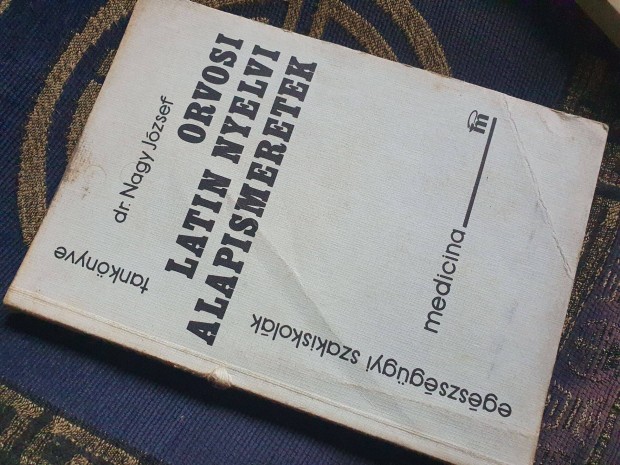 dr. Nagy József
ORVOSI
LATIN NYELVI
ALAPISMERETEK
medicina
egészségügyi szakiskolák
tankönyve